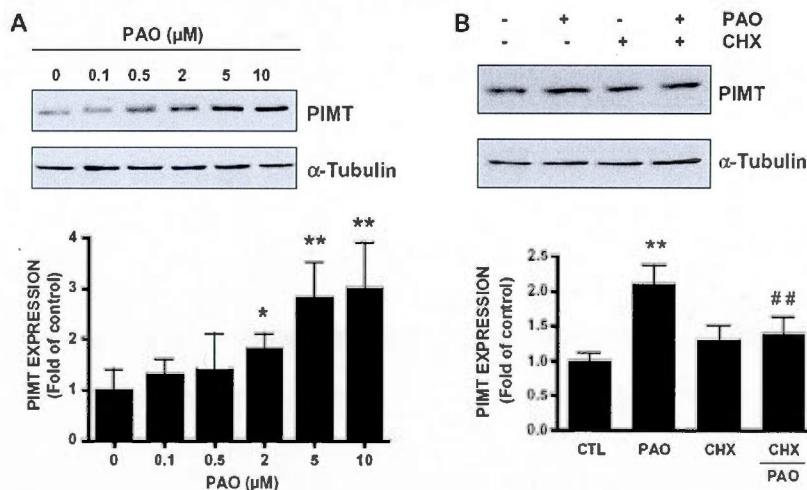 A
PAO (µM)
0 0.1 0.5 2 5 10
PIMT
α-Tubulin
PIMT EXPRESSION
(Fold of control)
4
3
2
1
0
* ** **
0 0.1 0.5 2 5 10
PAO (µM)
B
- + - + PAO
- - + + CHX
PIMT
α-Tubulin
PIMT EXPRESSION
(Fold of control)
2.5
2.0
1.5
1.0
0.5
0.0
** ##
CTL PAO CHX CHX
PAO